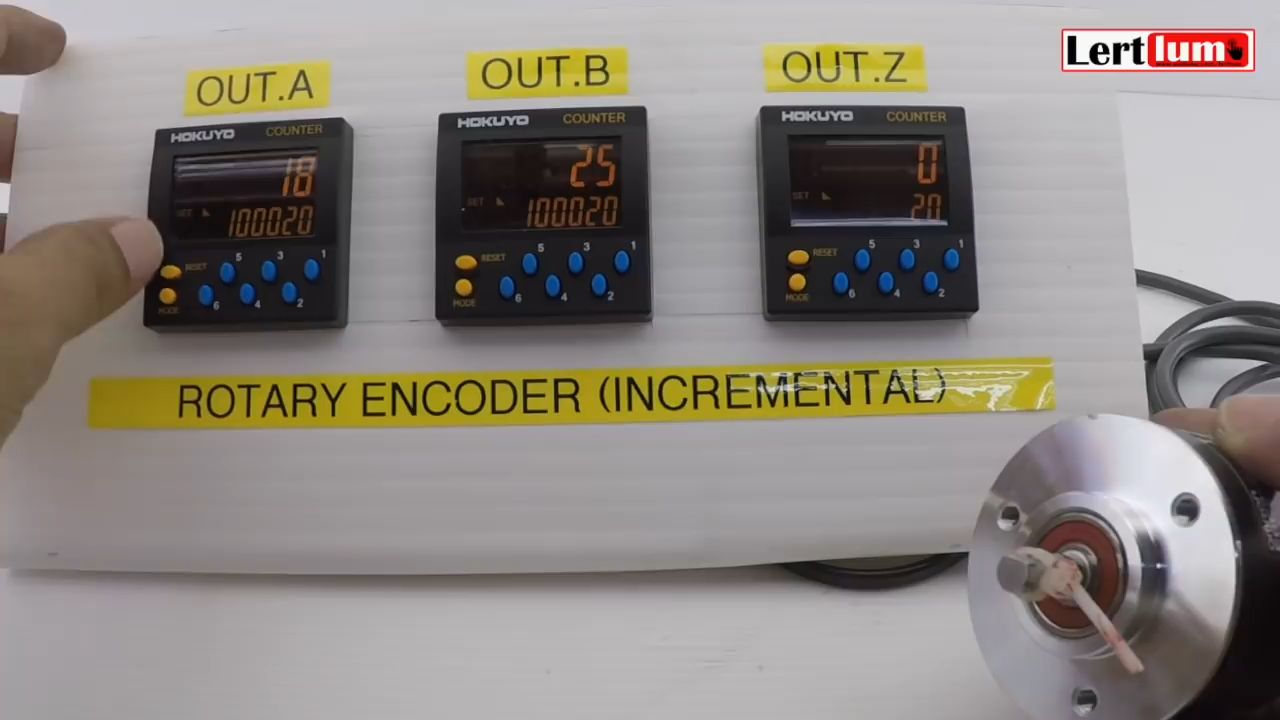 Lertlumo
OUT.A
OUT.B
OUT.Z
HOKUYO COUNTER
18
SET 100020
RESET
MODE
5 3 1
6 4 2
HOKUYO COUNTER
25
SET 100020
RESET
MODE
5 3 1
6 4 2
HOKUYO COUNTER
0
SET 20
RESET
MODE
5 3 1
6 4 2
ROTARY ENCODER (INCREMENTAL)